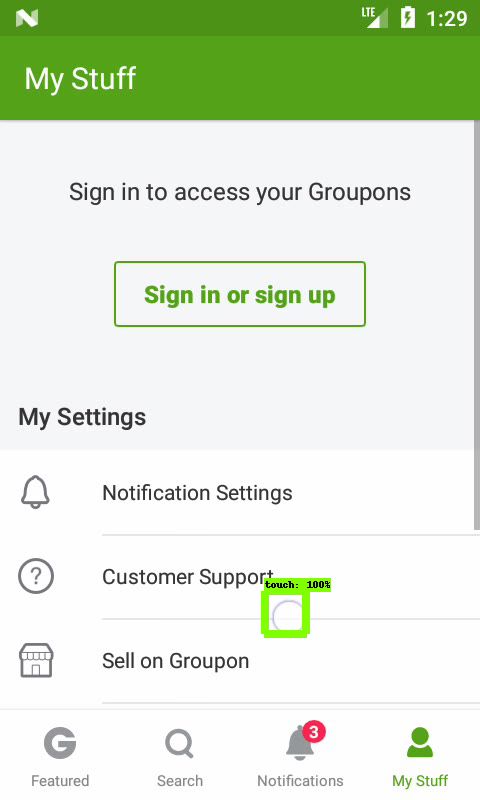 LTE 1:29
My Stuff
Sign in to access your Groupons
Sign in or sign up
My Settings
Notification Settings
? Customer Support
touch: 100%
Sell on Groupon
G 3
Featured Search Notifications My Stuff